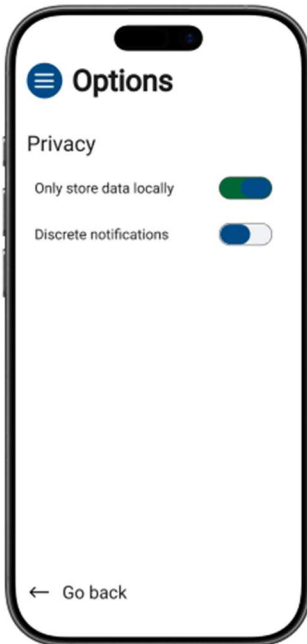 Options
Privacy
Only store data locally
Discrete notifications
← Go back